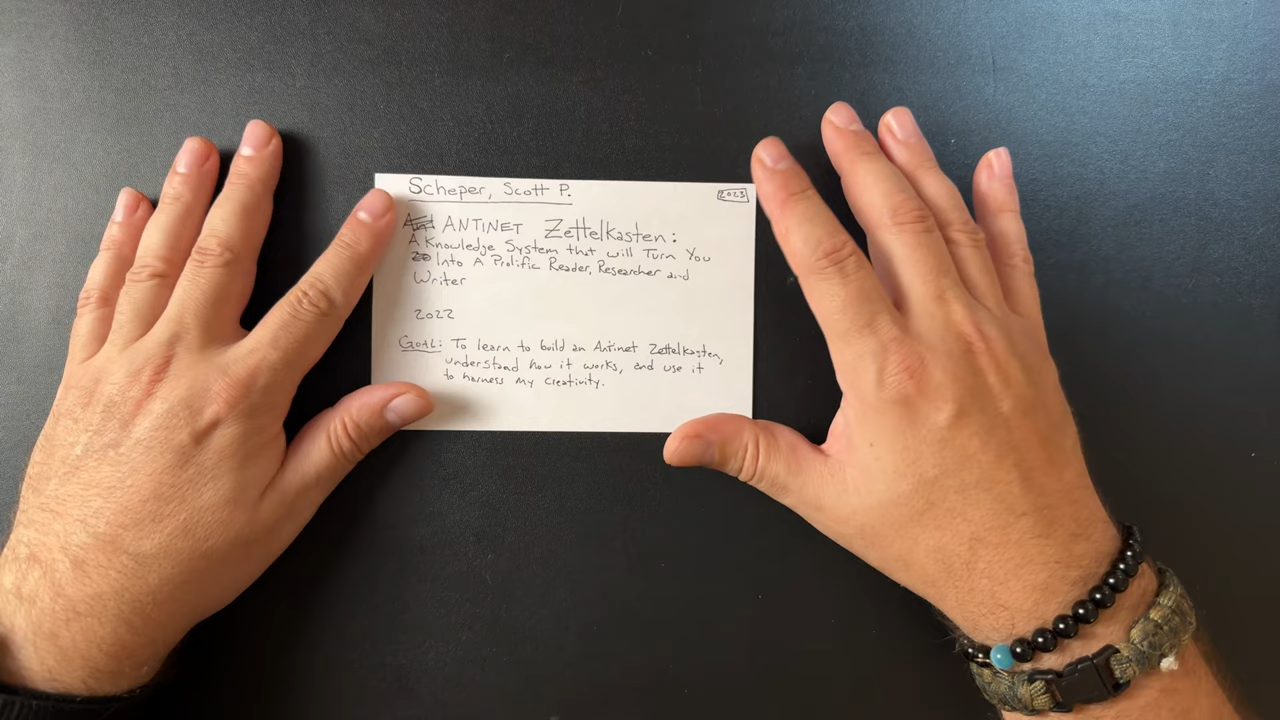 Scheper, Scott P.
2023
ANTINET Zettelkasten:
A Knowledge System that will Turn You
Into A Prolific Reader, Researcher and
Writer
2022
GOAL: To learn to build an Antinet Zettelkasten,
understand how it works, and use it
to harness my creativity.